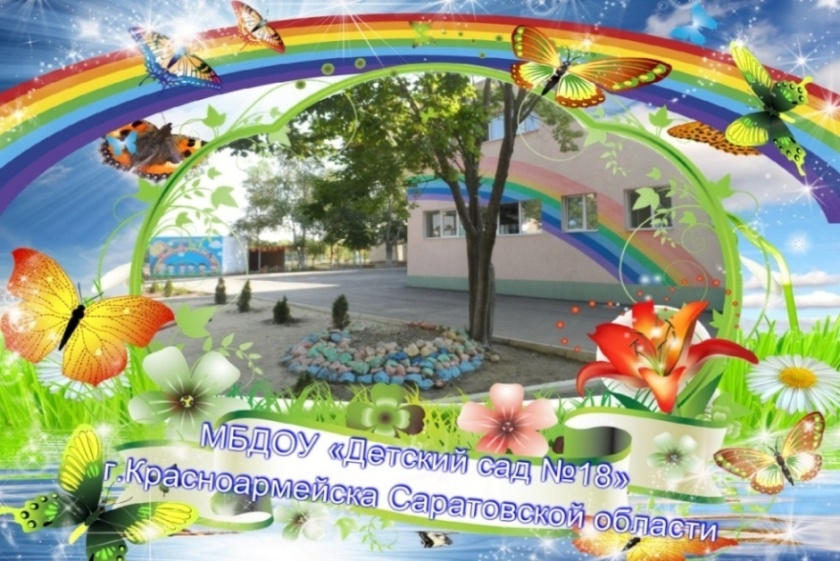 МБДОУ «Детский сад №18»
г.Красноармейска Саратовской области